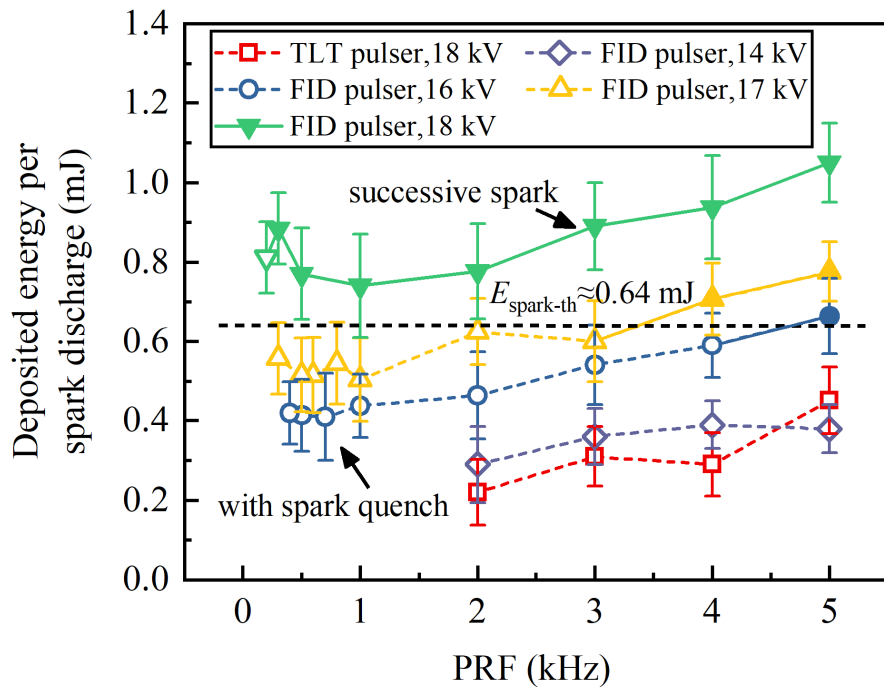 1.4
1.2
1.0
0.8
0.6
0.4
0.2
0.0
Deposited energy per
spark discharge (mJ)
TLT pulser,18 kV
FID pulser,14 kV
FID pulser,16 kV
FID pulser,17 kV
FID pulser,18 kV
successive spark
E spark-th≈0.64 mJ
with spark quench
0
1
2
3
4
5
PRF (kHz)